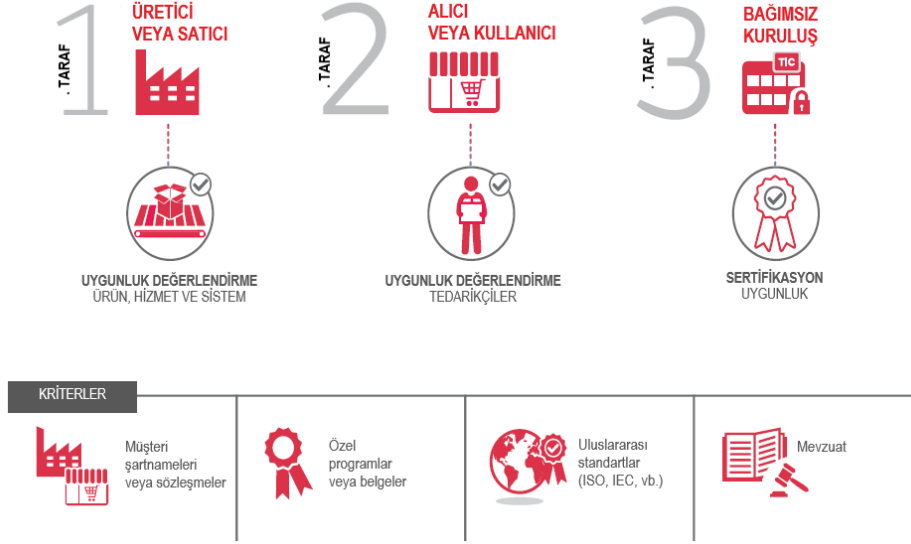 1
. TARAF
ÜRETİCİ
VEYA SATICI
UYGUNLUK DEĞERLENDİRME
ÜRÜN, HİZMET VE SİSTEM
2
. TARAF
ALICI
VEYA KULLANICI
UYGUNLUK DEĞERLENDİRME
TEDARİKÇİLER
3
. TARAF
BAĞIMSIZ
KURULUŞ
TIC
SERTİFİKASYON
UYGUNLUK
KRİTERLER
Müşteri
şartnameleri
veya sözleşmeler
Özel
programlar
veya belgeler
Uluslararası
standartlar
(ISO, IEC, vb.)
Mevzuat